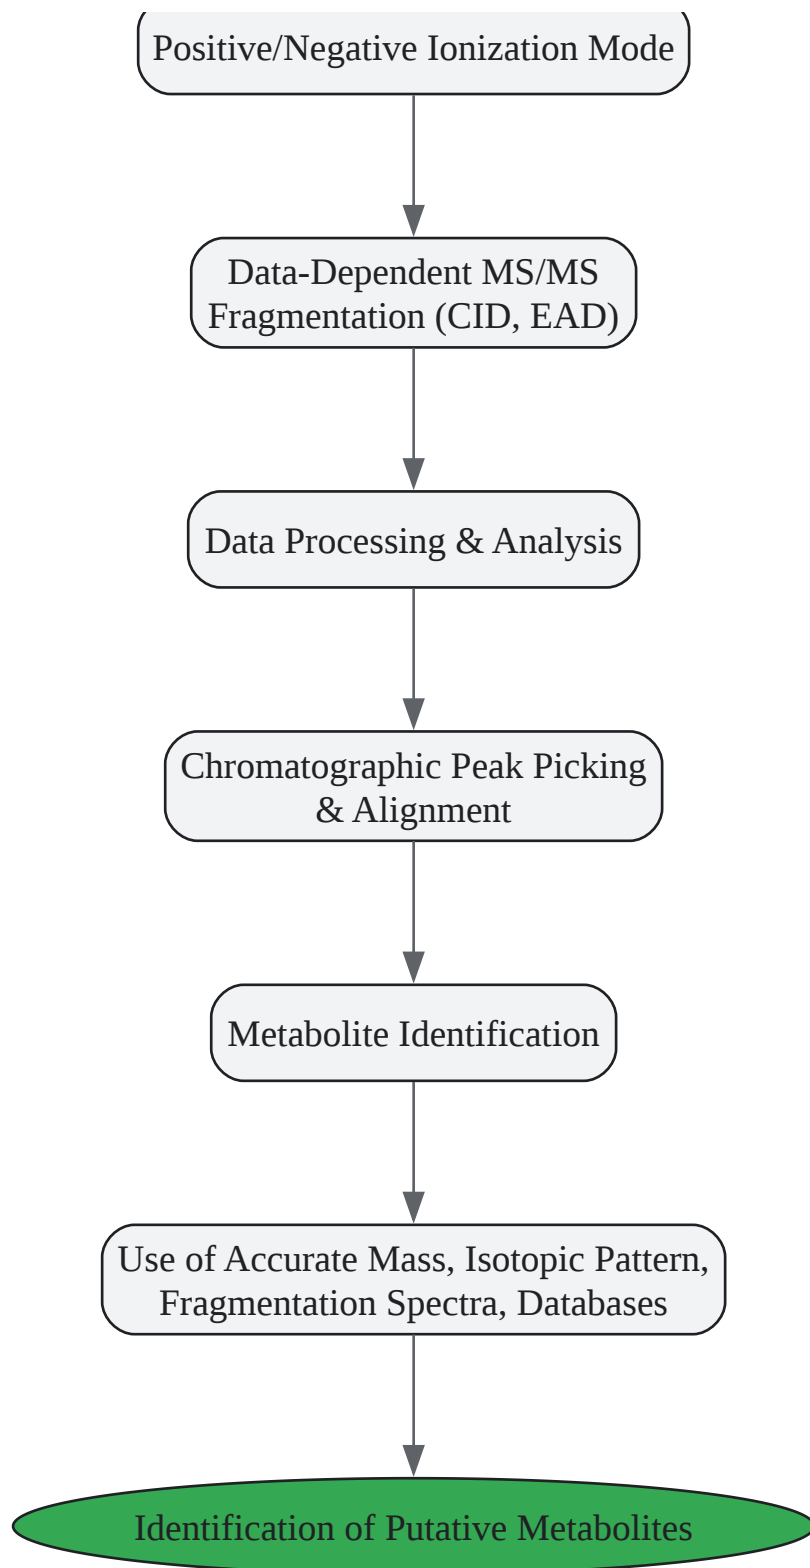 Positive/Negative Ionization Mode
Data-Dependent MS/MS
Fragmentation (CID, EAD)
Data Processing & Analysis
Chromatographic Peak Picking
& Alignment
Metabolite Identification
Use of Accurate Mass, Isotopic Pattern,
Fragmentation Spectra, Databases
Identification of Putative Metabolites